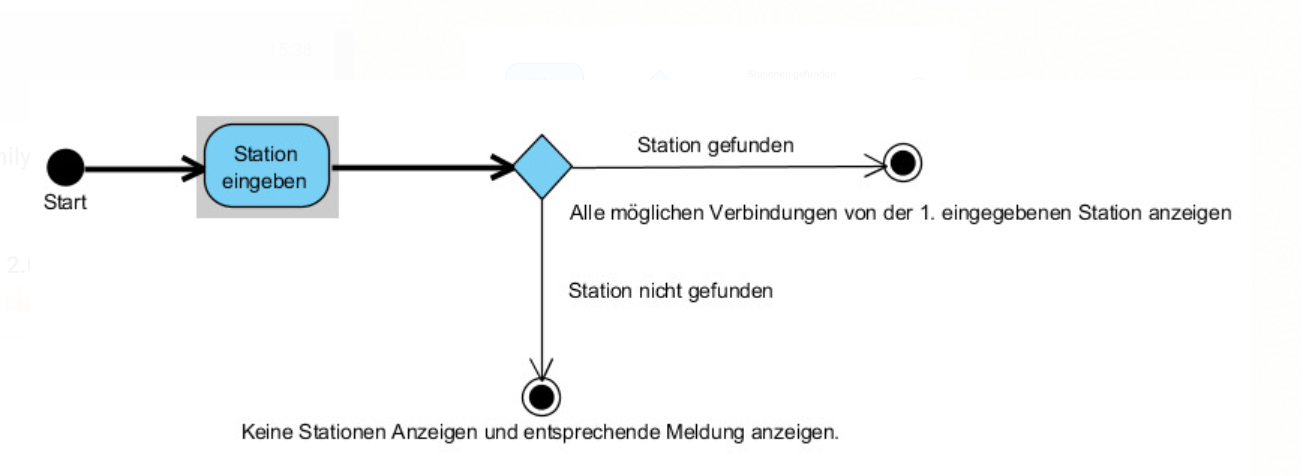 Station gefunden
Station
eingeben
Start
Alle möglichen Verbindungen von der 1. eingegebenen Station anzeigen
Station nicht gefunden
Keine Stationen Anzeigen und entsprechende Meldung anzeigen.